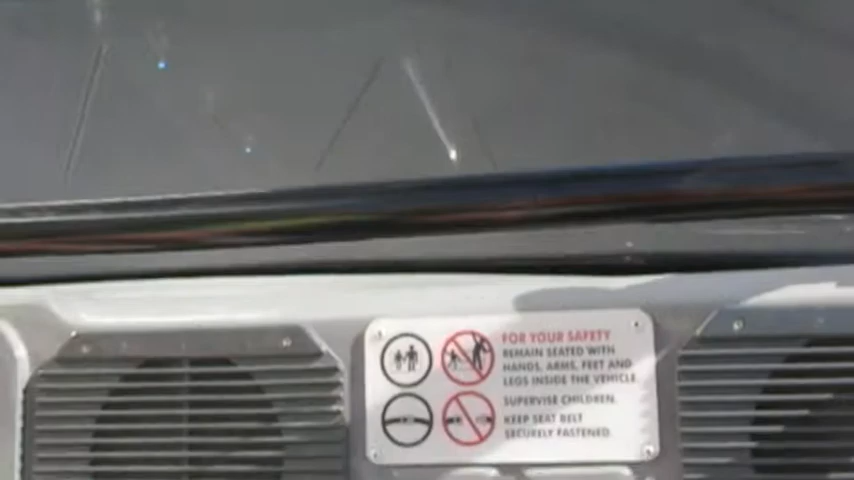 FOR YOUR SAFETY
REMAIN SEATED WITH
HANDS, ARMS, FEET AND
LEGS INSIDE THE VEHICLE.
SUPERVISE CHILDREN.
KEEP SEAT BELT
SECURELY FASTENED.